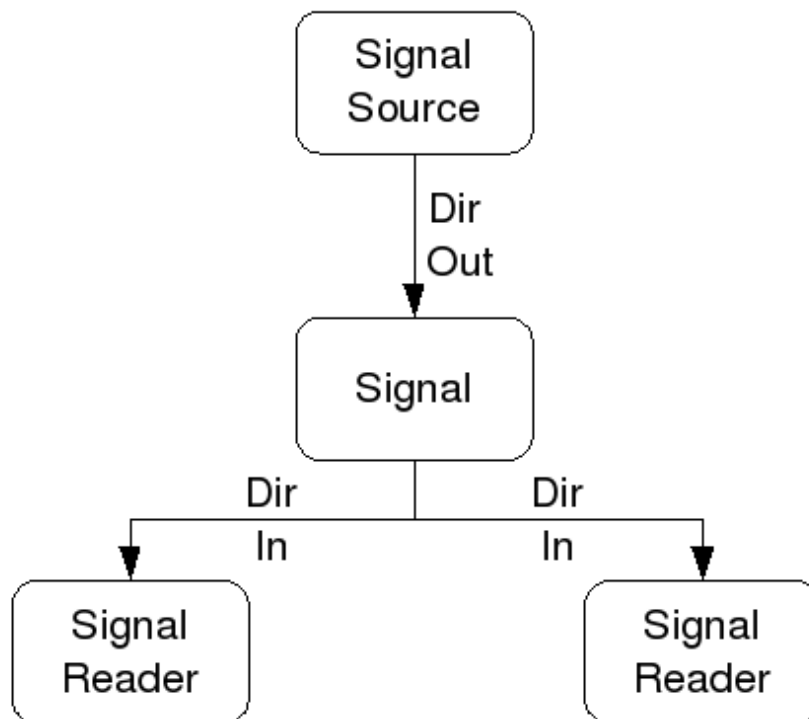 Signal
Source
Dir
Out
Signal
Dir
In
Dir
In
Signal
Reader
Signal
Reader